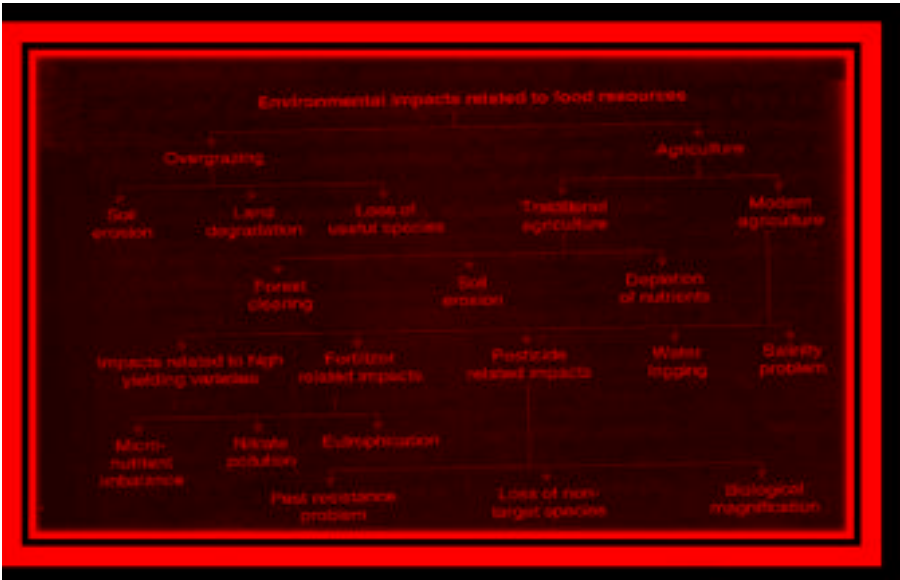 Environmental impacts related to food resourses
Overgrazing
Agriculture
Soil
erosion
Land
degradation
Loss of
useful species
Traditional
agriculture
Modern
agriculture
Forest
clearing
Soil
erosion
Depletion
of nutrients
Impacts related to high
yielding varieties
Fertilizer
related impacts
Pesticide
related impacts
Water
logging
Salinity
problem
Micro-
nutrient
imbalance
Nitrate
pollution
Eutrophication
Pest resistance
problem
Loss of non-
target species
Biological
magnification